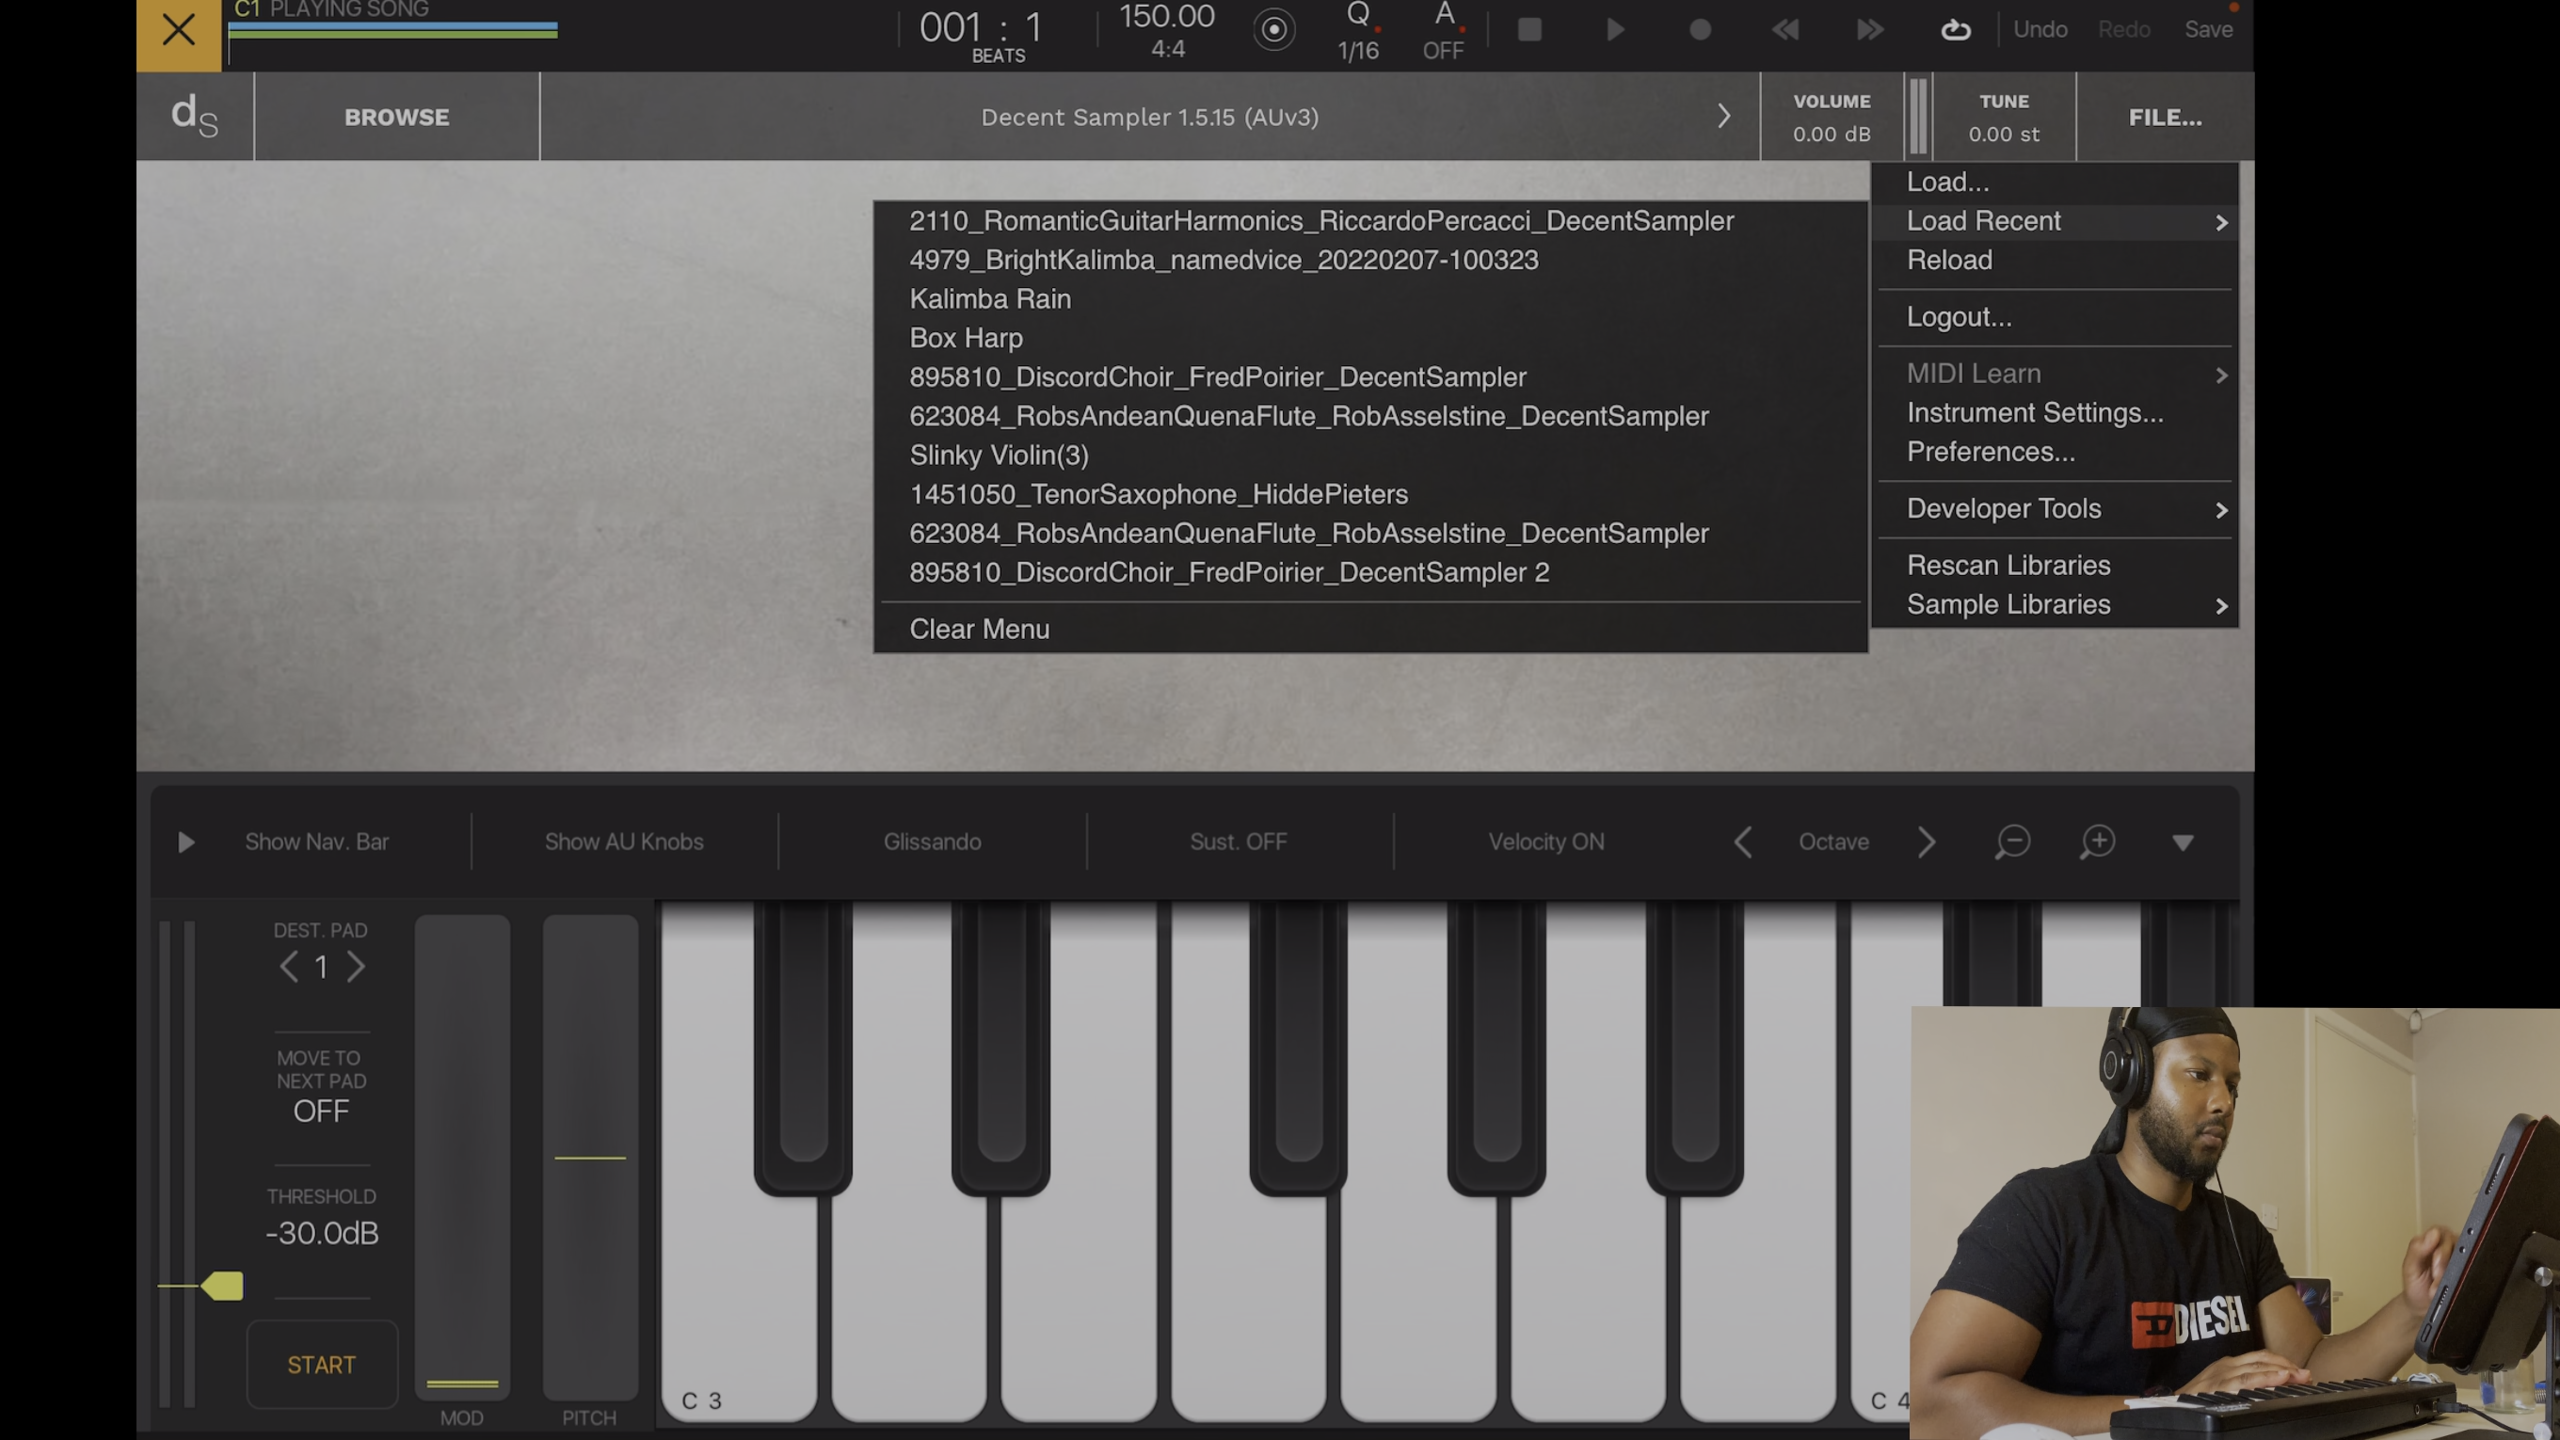 C1 PLAYING SONG
001 : 1
BEATS
150.00
4:4
Q
1/16
A
OFF
Undo
Redo
Save
ds
BROWSE
Decent Sampler 1.5.15 (AUv3)
VOLUME
0.00 dB
TUNE
0.00 st
FILE...
Load...
Load Recent
Reload
Logout...
MIDI Learn
Instrument Settings...
Preferences...
Developer Tools
Rescan Libraries
Sample Libraries
2110_RomanticGuitarHarmonics_RiccardoPercacci_DecentSampler
4979_BrightKalimba_namedvice_20220207-100323
Kalimba Rain
Box Harp
895810_DiscordChoir_FredPoirier_DecentSampler
623084_RobsAndeanQuenaFlute_RobAsselstine_DecentSampler
Slinky Violin(3)
1451050_TenorSaxophone_HiddePieters
623084_RobsAndeanQuenaFlute_RobAsselstine_DecentSampler
895810_DiscordChoir_FredPoirier_DecentSampler 2
Clear Menu
Show Nav. Bar
Show AU Knobs
Glissando
Sust. OFF
Velocity ON
Octave
DEST. PAD
1
MOVE TO
NEXT PAD
OFF
THRESHOLD
-30.0dB
START
MOD
PITCH
C 3
C 4
DIESEL